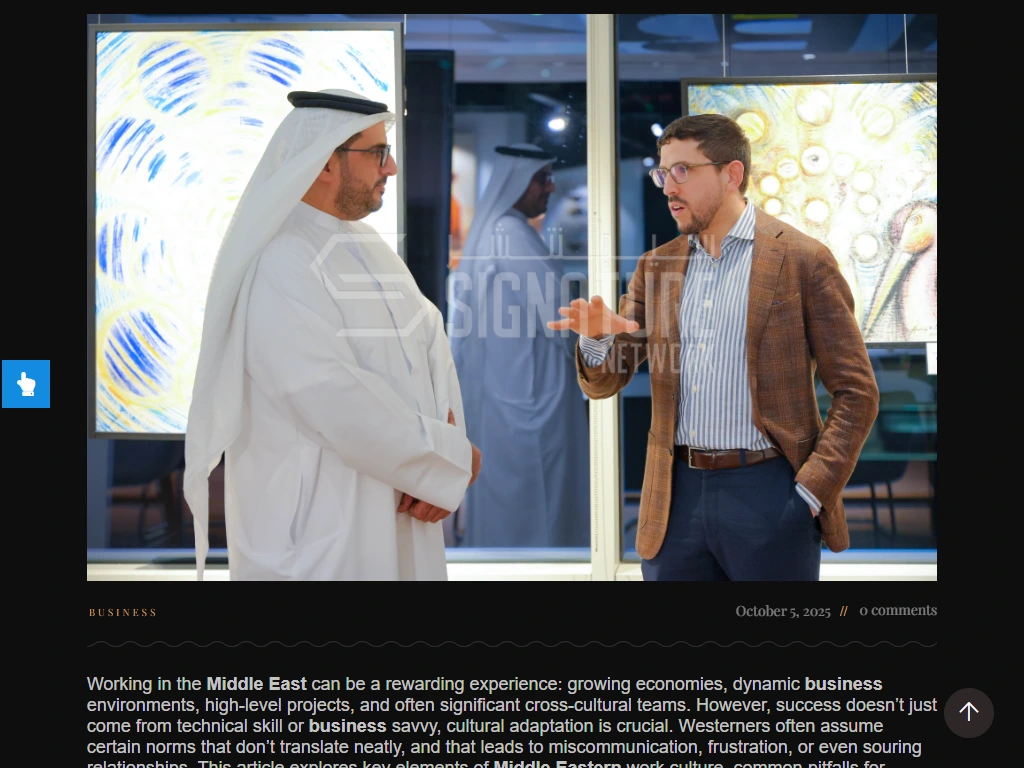 SIGNATURE
NETWORK
BUSINESS
October 5, 2025 // 0 comments
Working in the Middle East can be a rewarding experience: growing economies, dynamic business
environments, high-level projects, and often significant cross-cultural teams. However, success doesn’t just
come from technical skill or business savvy, cultural adaptation is crucial. Westerners often assume
certain norms that don’t translate neatly, and that leads to miscommunication, frustration, or even souring
relationships. This article explores key elements of Middle Eastern work culture, common pitfalls for